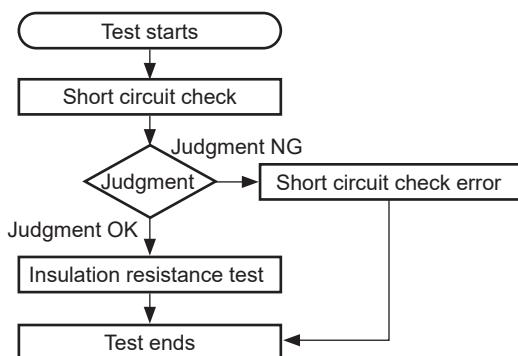 Test starts
Short circuit check
Judgment NG
Judgment
Short circuit check error
Judgment OK
Insulation resistance test
Test ends